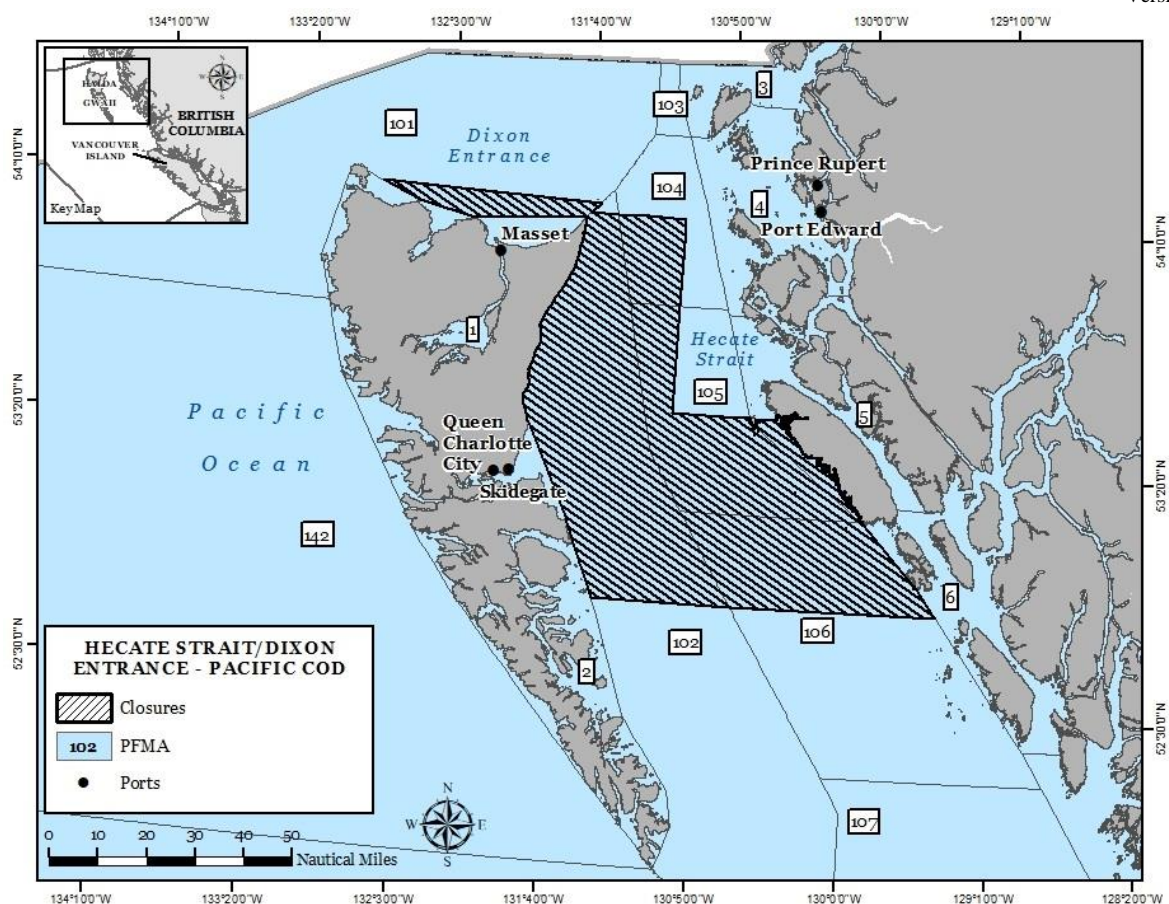 Versi
134°10'0"W
133°20'0"W
132°30'0"W
131°40'0"W
130°50'0"W
130°0'0"W
129°10'0"W
HAIDA
GWAII
BRITISH
COLUMBIA
VANCOUVER
ISLAND
Key Map
101
Dixon
Entrance
103
3
54°10'0"N
104
Prince Rupert
4
Port Edward
Masset
54°0'0"N
1
Hecate
Strait
105
5
53°20'0"N
Pacific
Ocean
Queen
Charlotte
City
Skidegate
53°20'0"N
142
6
106
102
2
52°30'0"N
52°30'0"N
HECATE STRAIT/DIXON
ENTRANCE - PACIFIC COD
Closures
102 PFMA
Ports
107
N
W E
S
0 10 20 30 40 50
Nautical Miles
134°10'0"W
133°20'0"W
132°30'0"W
131°40'0"W
130°50'0"W
130°0'0"W
129°10'0"W
128°20'0"W